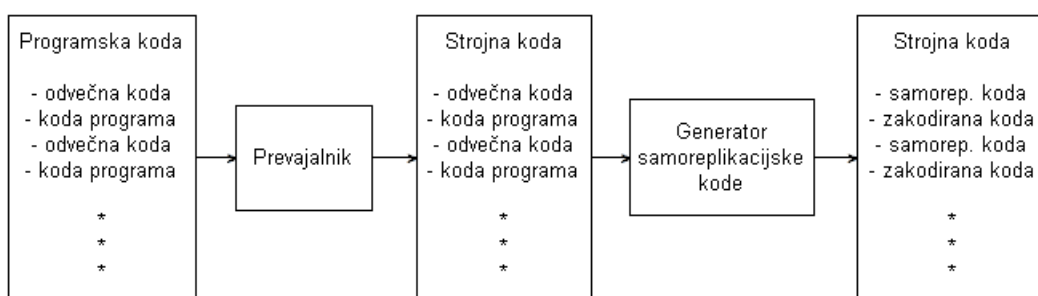 Programska koda
- odvečna koda
- koda programa
- odvečna koda
- koda programa
*
*
*
Prevajalnik
Strojna koda
- odvečna koda
- koda programa
- odvečna koda
- koda programa
*
*
*
Generator
samoreplikacijske
kode
Strojna koda
- samorep. koda
- zakodirana koda
- samorep. koda
- zakodirana koda
*
*
*